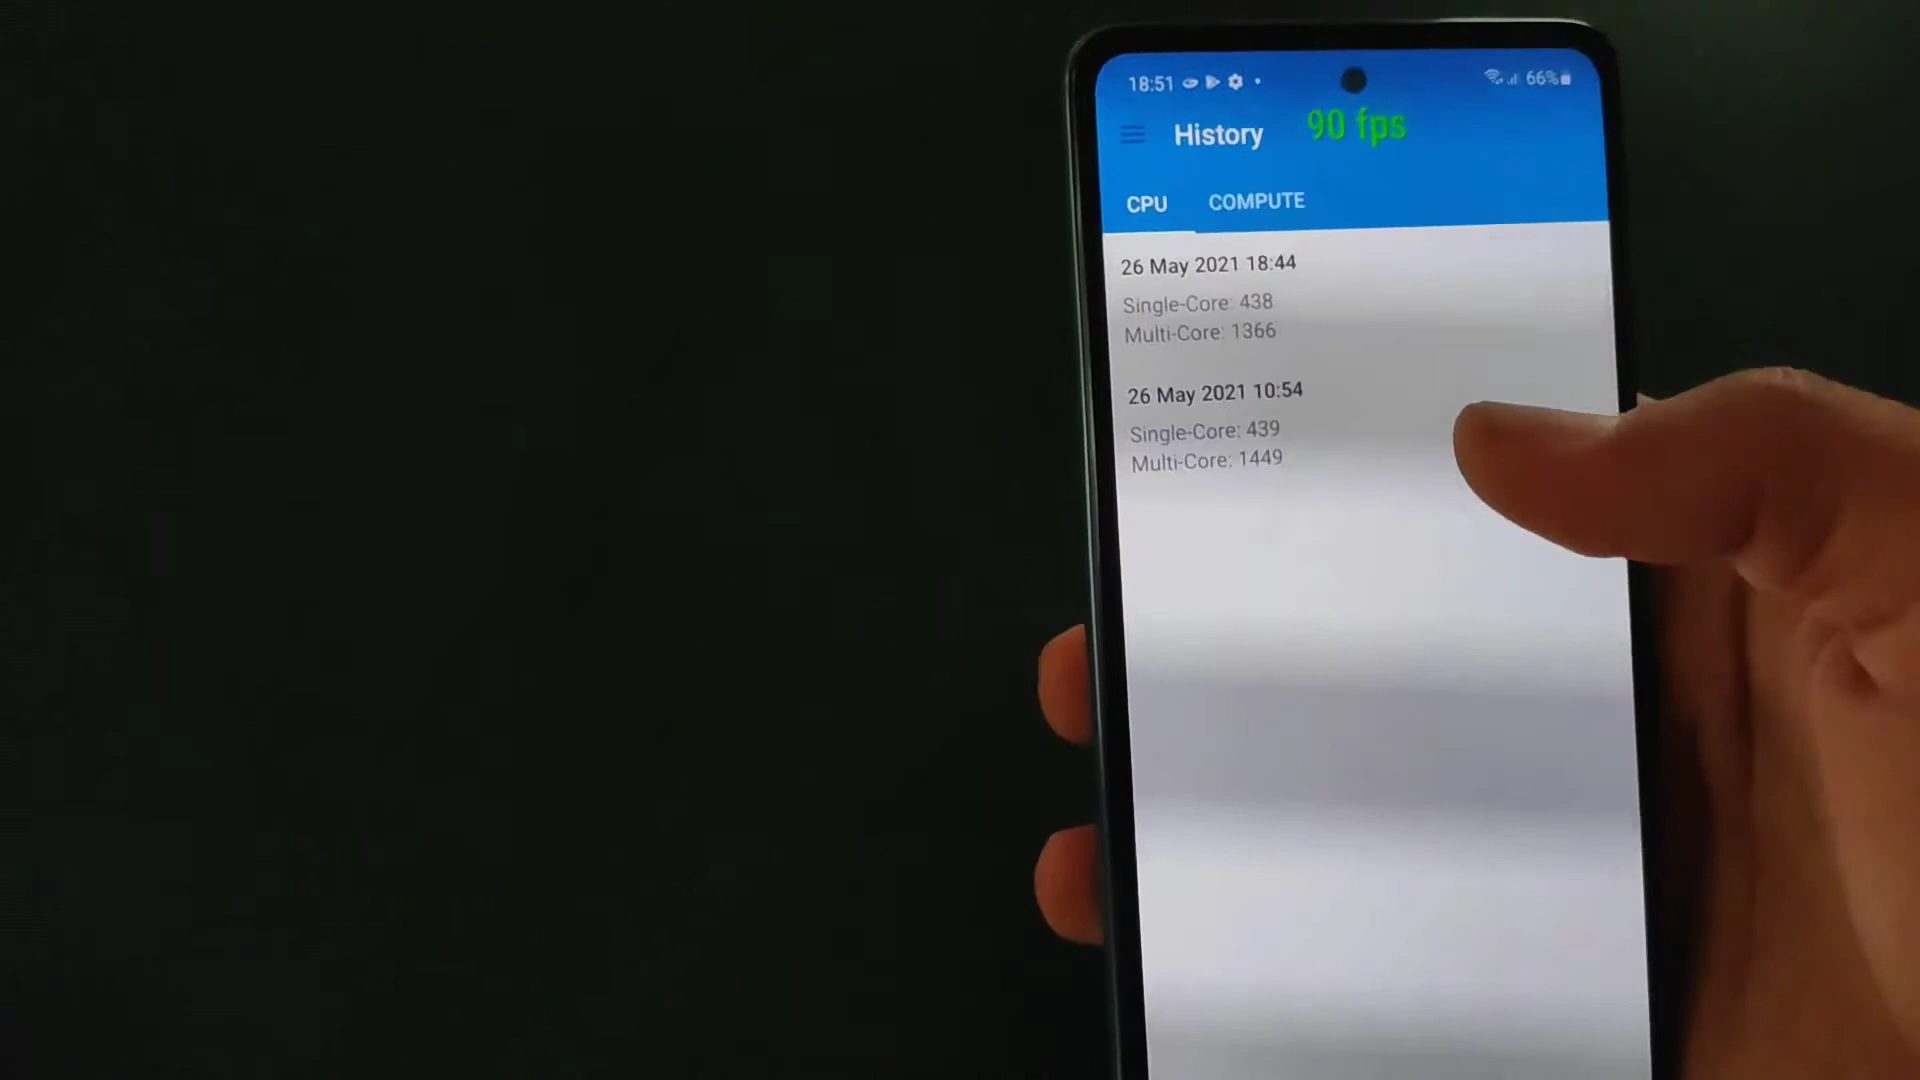 18:51
66%
90 fps
History
CPU COMPUTE
26 May 2021 18:44
Single-Core: 438
Multi-Core: 1366
26 May 2021 10:54
Single-Core: 439
Multi-Core: 1449